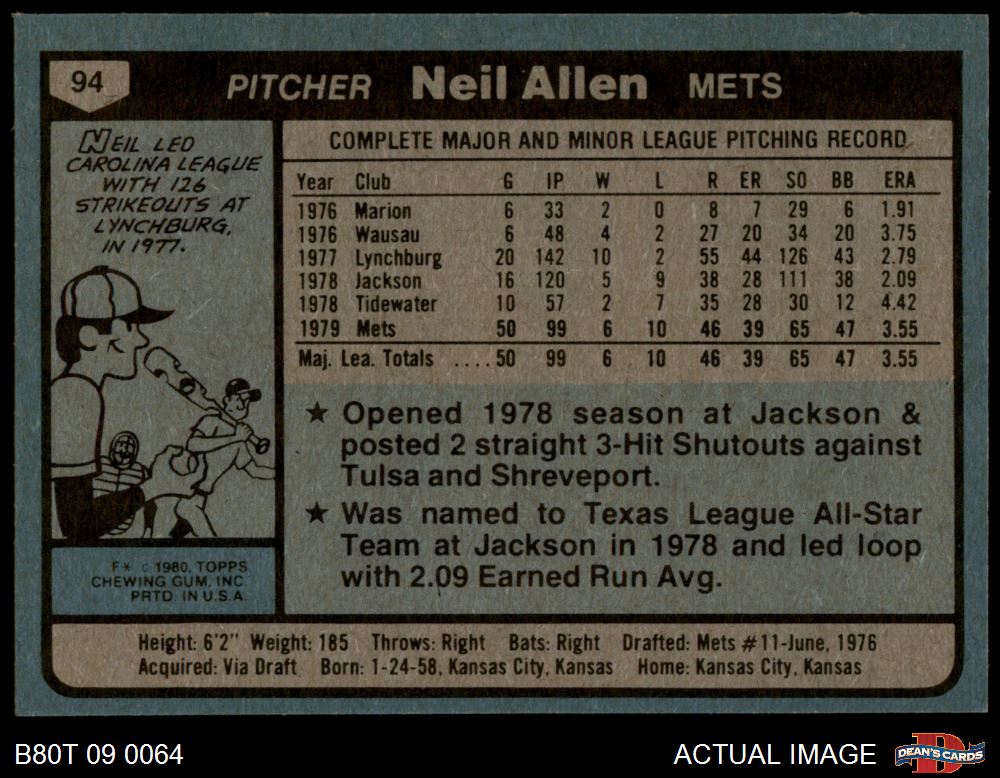 94
PITCHER Neil Allen METS
NEIL LED
CAROLINA LEAGUE
WITH 126
STRIKEOUTS AT
LYNCHBURG,
IN 1977.
COMPLETE MAJOR AND MINOR LEAGUE PITCHING RECORD
Year Club G IP W L R ER SO BB ERA
1976 Marion 6 33 2 0 8 7 29 6 1.91
1976 Wausau 6 48 4 2 27 20 34 20 3.75
1977 Lynchburg 20 142 10 2 55 44 126 43 2.79
1978 Jackson 16 120 5 9 38 28 111 38 2.09
1978 Tidewater 10 57 2 7 35 28 30 12 4.42
1979 Mets 50 99 6 10 46 39 65 47 3.55
Maj. Lea. Totals ....50 99 6 10 46 39 65 47 3.55
★ Opened 1978 season at Jackson &
posted 2 straight 3-Hit Shutouts against
Tulsa and Shreveport.
★ Was named to Texas League All-Star
Team at Jackson in 1978 and led loop
with 2.09 Earned Run Avg.
F* © 1980, TOPPS
CHEWING GUM, INC.
PRTD. IN U.S.A.
Height: 6'2" Weight: 185 Throws: Right Bats: Right Drafted: Mets #11-June, 1976
Acquired: Via Draft Born: 1-24-58, Kansas City, Kansas Home: Kansas City, Kansas
B80T 09 0064
ACTUAL IMAGE
DEAN'S CARDS